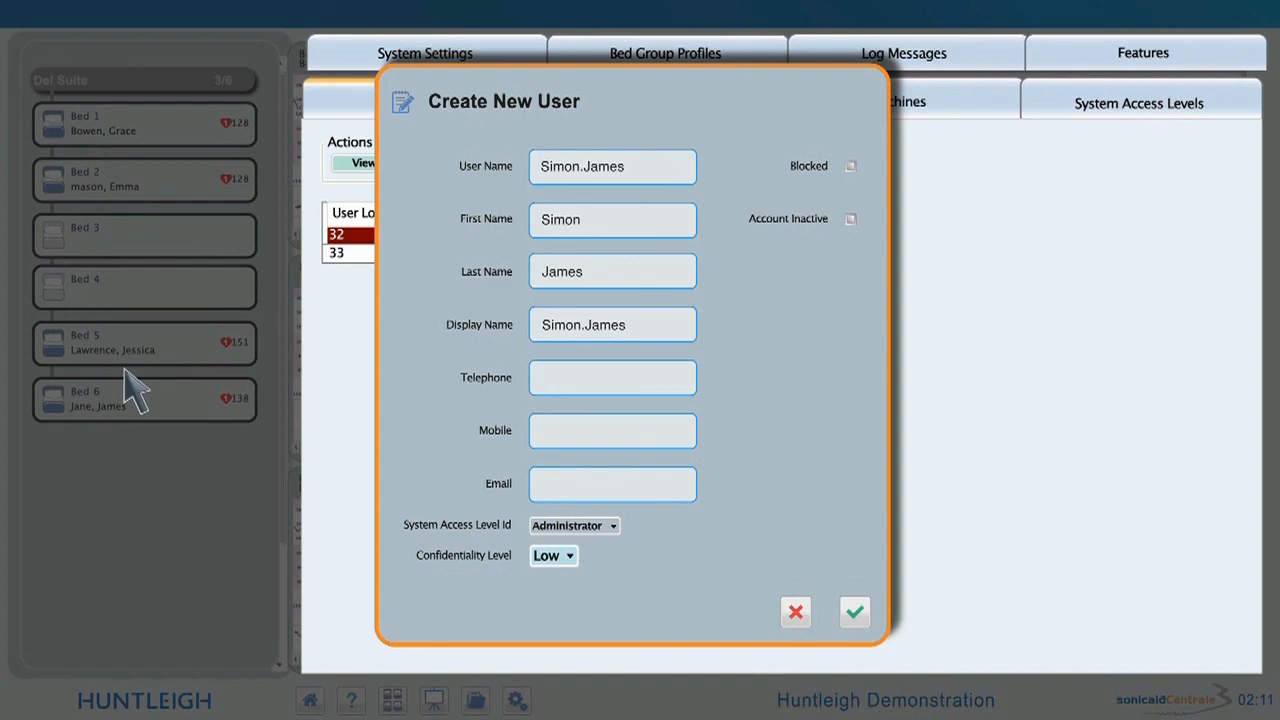 System Settings
Bed Group Profiles
Log Messages
Features
Del Suite 3/6
Bed 1
Bowen, Grace
128
Bed 2
mason, Emma
128
Bed 3
Bed 4
Bed 5
Lawrence, Jessica
151
Bed 6
Jane, James
138
chines
System Access Levels
Actions
View
User Lo
32
33
Create New User
User Name Simon.James
Blocked
First Name Simon
Account Inactive
Last Name James
Display Name Simon.James
Telephone
Mobile
Email
System Access Level Id Administrator
Confidentiality Level Low
HUNTLEIGH
?
Huntleigh Demonstration
sonicaidCentrale 3
02:11